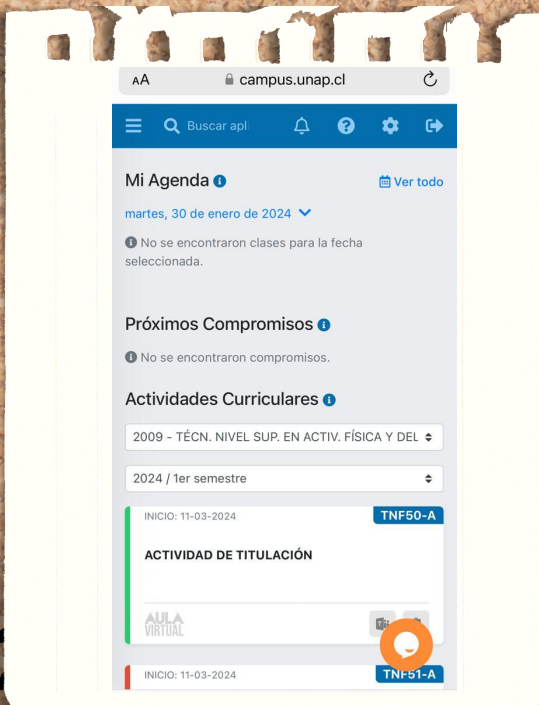 AA campus.unap.cl
Buscar apl
Mi Agenda Ver todo
martes, 30 de enero de 2024
No se encontraron clases para la fecha
seleccionada.
Próximos Compromisos
No se encontraron compromisos.
Actividades Curriculares
2009 - TÉCN. NIVEL SUP. EN ACTIV. FÍSICA Y DEL
2024 / 1er semestre
INICIO: 11-03-2024 TNF50-A
ACTIVIDAD DE TITULACIÓN
AULA
VIRTUAL
INICIO: 11-03-2024 TNF51-A